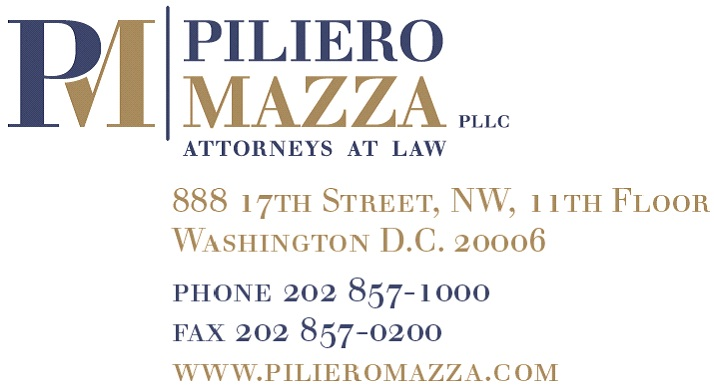 PM
PILIERO
MAZZA PLLC
ATTORNEYS AT LAW
888 17TH STREET, NW, 11TH FLOOR
WASHINGTON D.C. 20006
PHONE 202 857-1000
FAX 202 857-0200
WWW.PILIEROMAZZA.COM